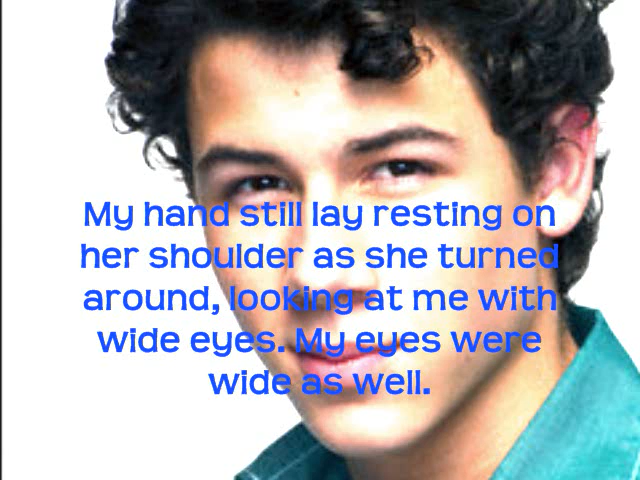 My hand still lay resting on
her shoulder as she turned
around, looking at me with
wide eyes. My eyes were
wide as well.